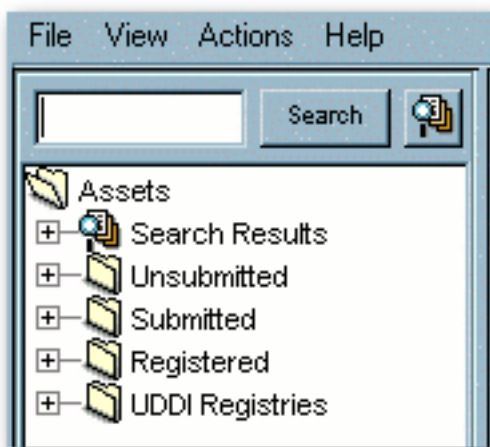 File View Actions Help
Search
Assets
Search Results
Unsubmitted
Submitted
Registered
UDDI Registries